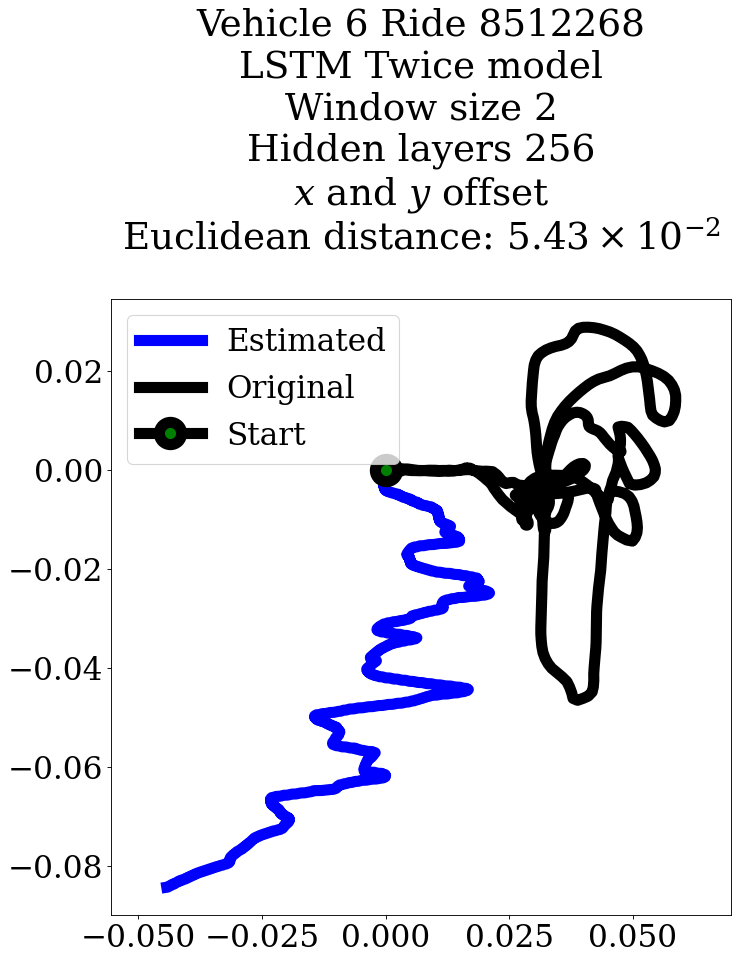 Vehicle 6 Ride 8512268
LSTM Twice model
Window size 2
Hidden layers 256
x and y offset
Euclidean distance: 5.43 × 10⁻²
Estimated
Original
Start
0.02
0.00
−0.02
−0.04
−0.06
−0.08
−0.050 −0.025 0.000 0.025 0.050